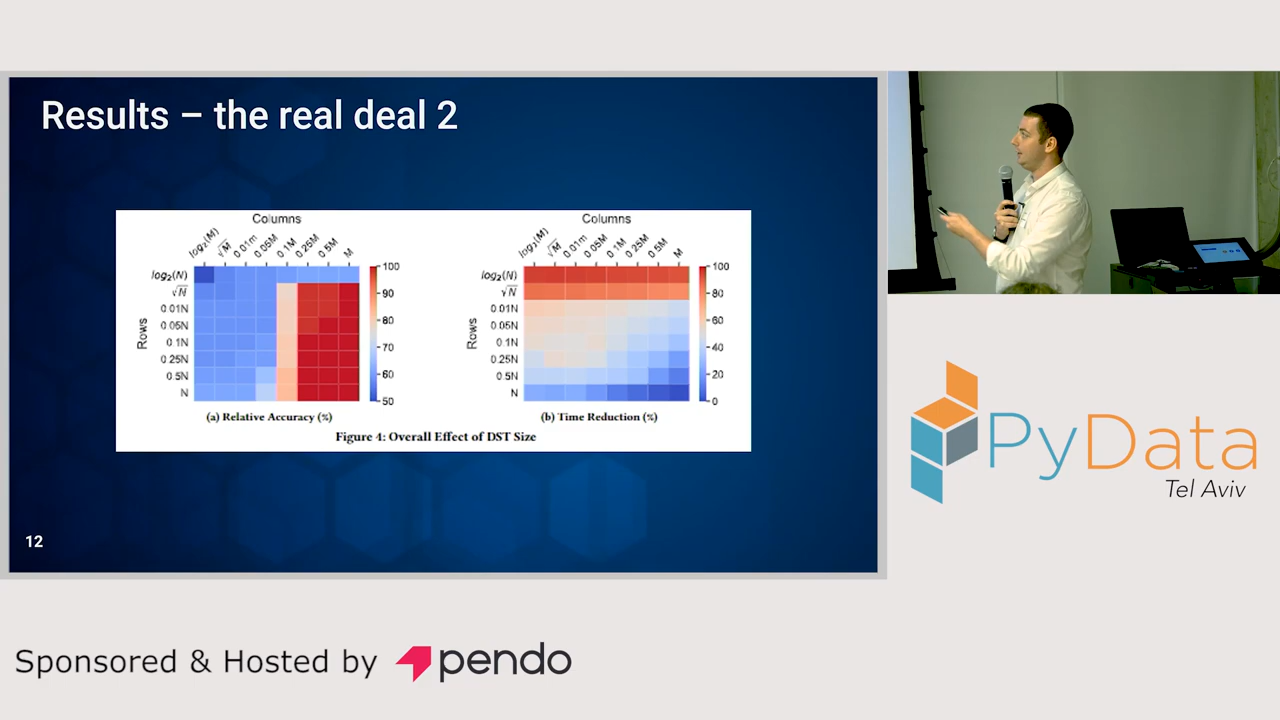 Results – the real deal 2
Columns
log₂(M) √M 0.01m 0.05M 0.1M 0.25M 0.5M M
Rows
log₂(N)
√N
0.01N
0.05N
0.1N
0.25N
0.5N
N
100
90
80
70
60
50
(a) Relative Accuracy (%)
Columns
log₂(M) √M 0.01m 0.05M 0.1M 0.25M 0.5M M
Rows
log₂(N)
√N
0.01N
0.05N
0.1N
0.25N
0.5N
N
100
80
60
40
20
0
(b) Time Reduction (%)
Figure 4: Overall Effect of DST Size
12
PyData
Tel Aviv
Sponsored & Hosted by pendo